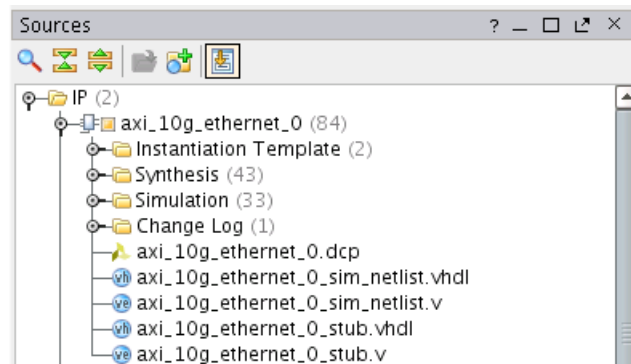 Sources
IP (2)
axi_10g_ethernet_0 (84)
Instantiation Template (2)
Synthesis (43)
Simulation (33)
Change Log (1)
axi_10g_ethernet_0.dcp
axi_10g_ethernet_0_sim_netlist.vhdl
axi_10g_ethernet_0_sim_netlist.v
axi_10g_ethernet_0_stub.vhdl
axi_10g_ethernet_0_stub.v